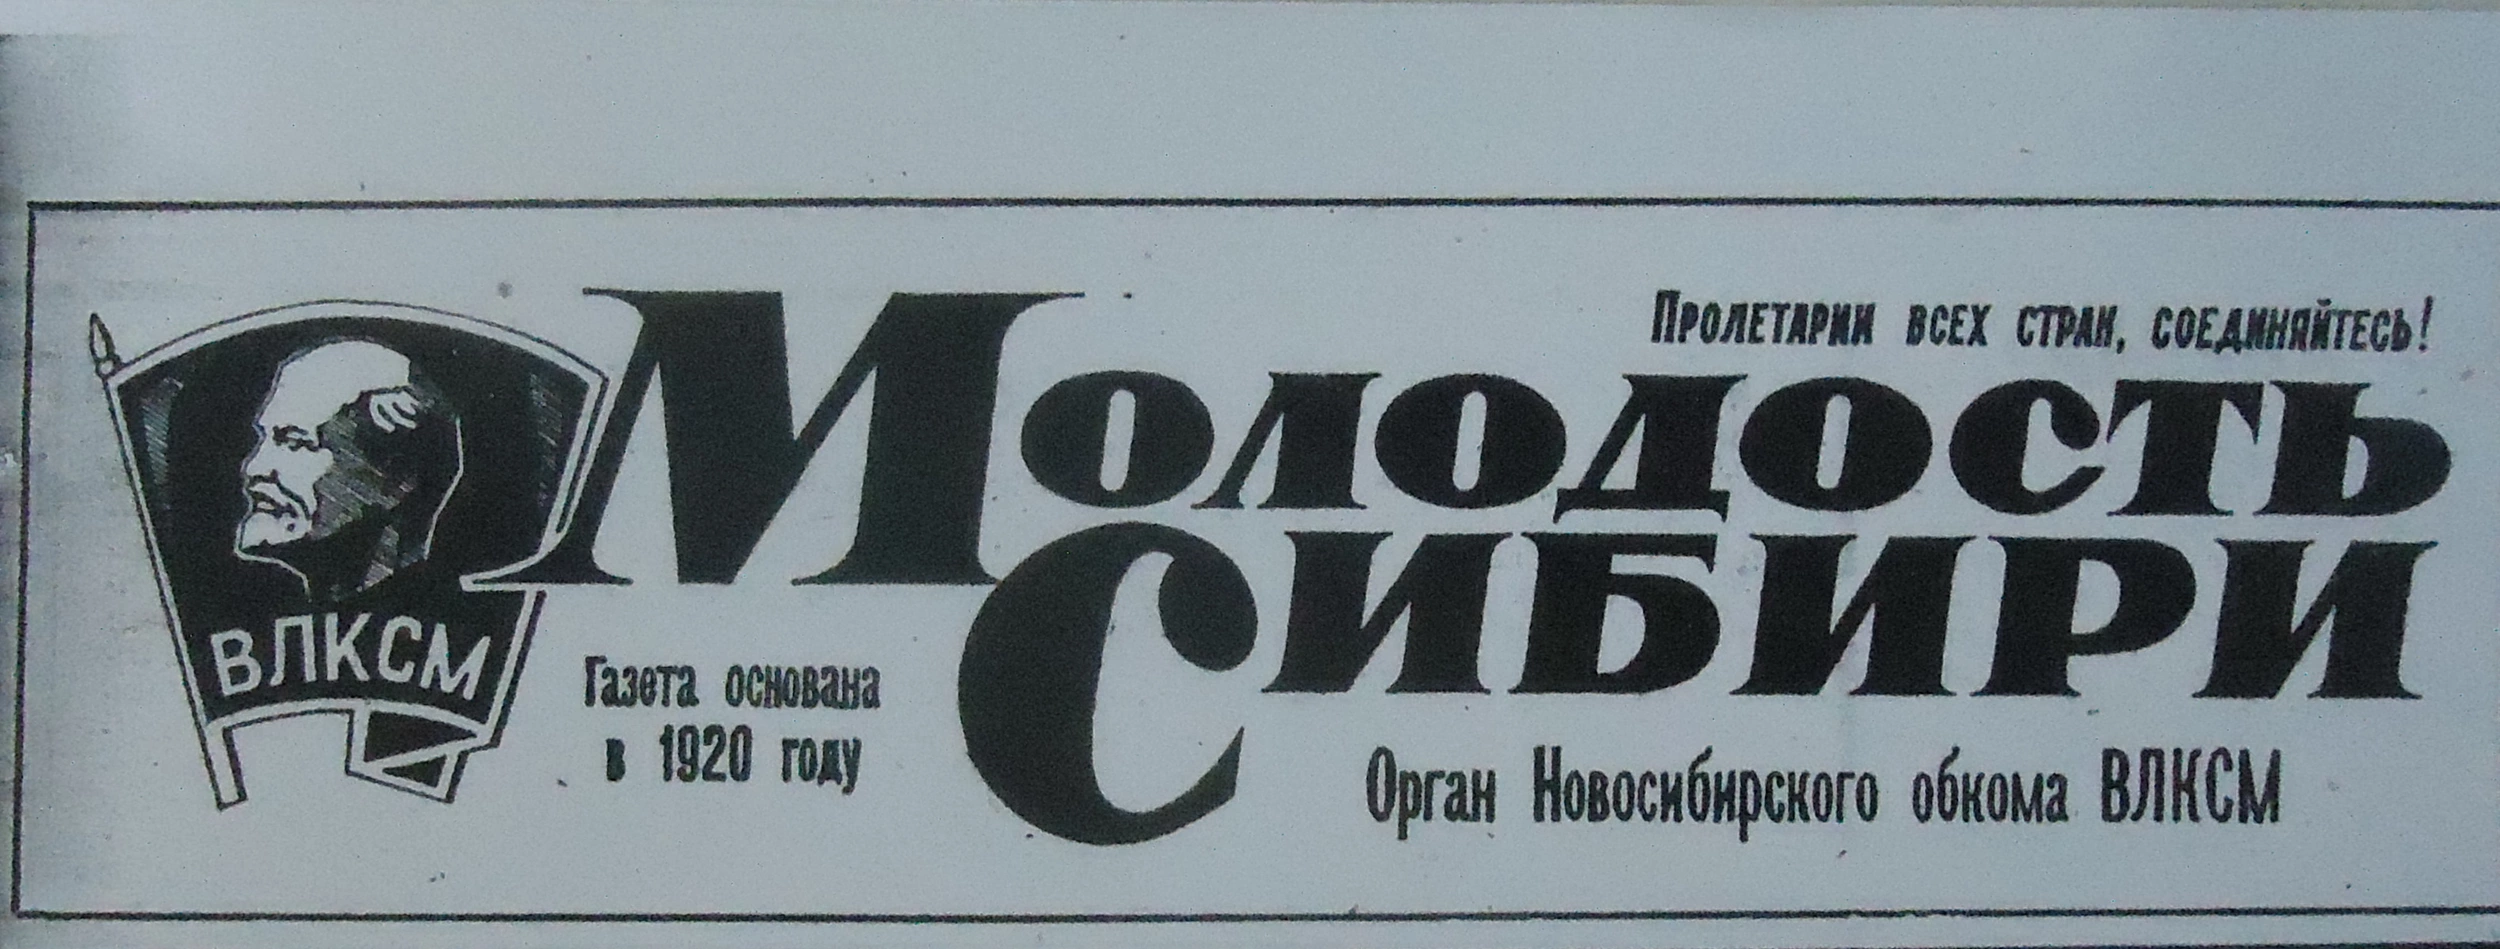 Пролетарии всех стран, соединяйтесь!
Молодость
Сибири
ВЛКСМ
Газета основана
в 1920 году
Орган Новосибирского обкома ВЛКСМ